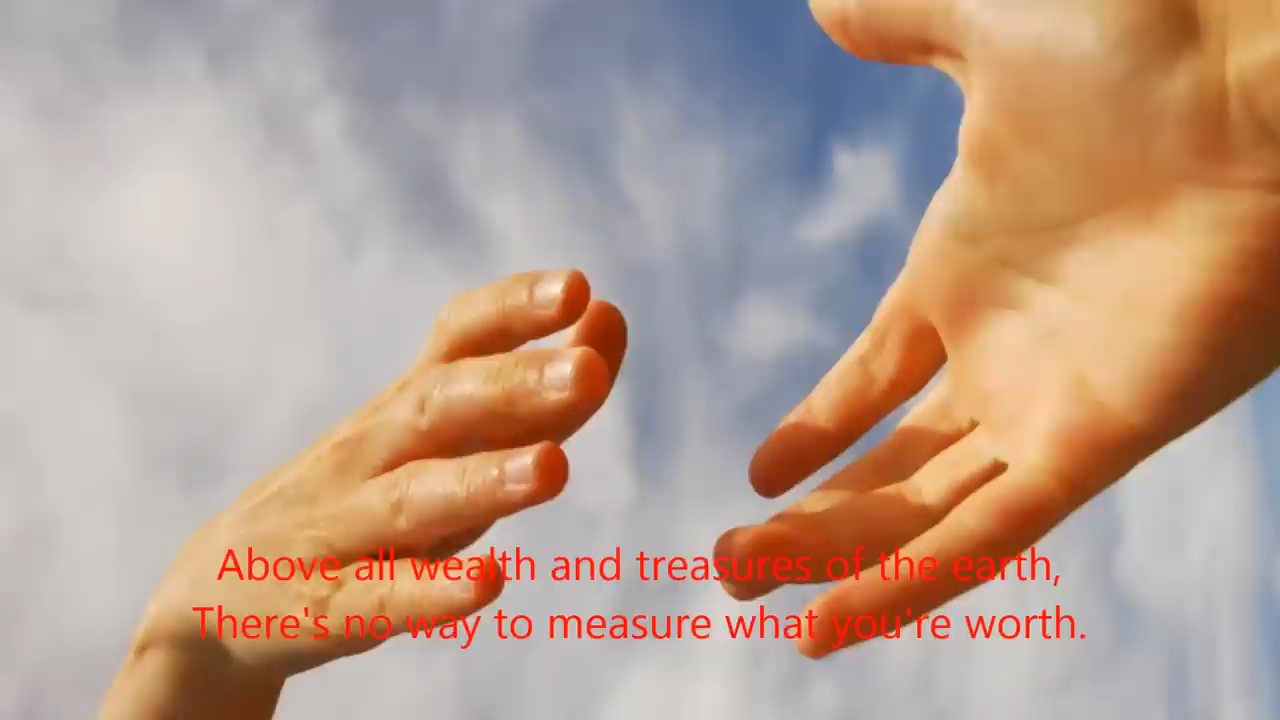 Above all wealth and treasures of the earth,
There's no way to measure what you're worth.